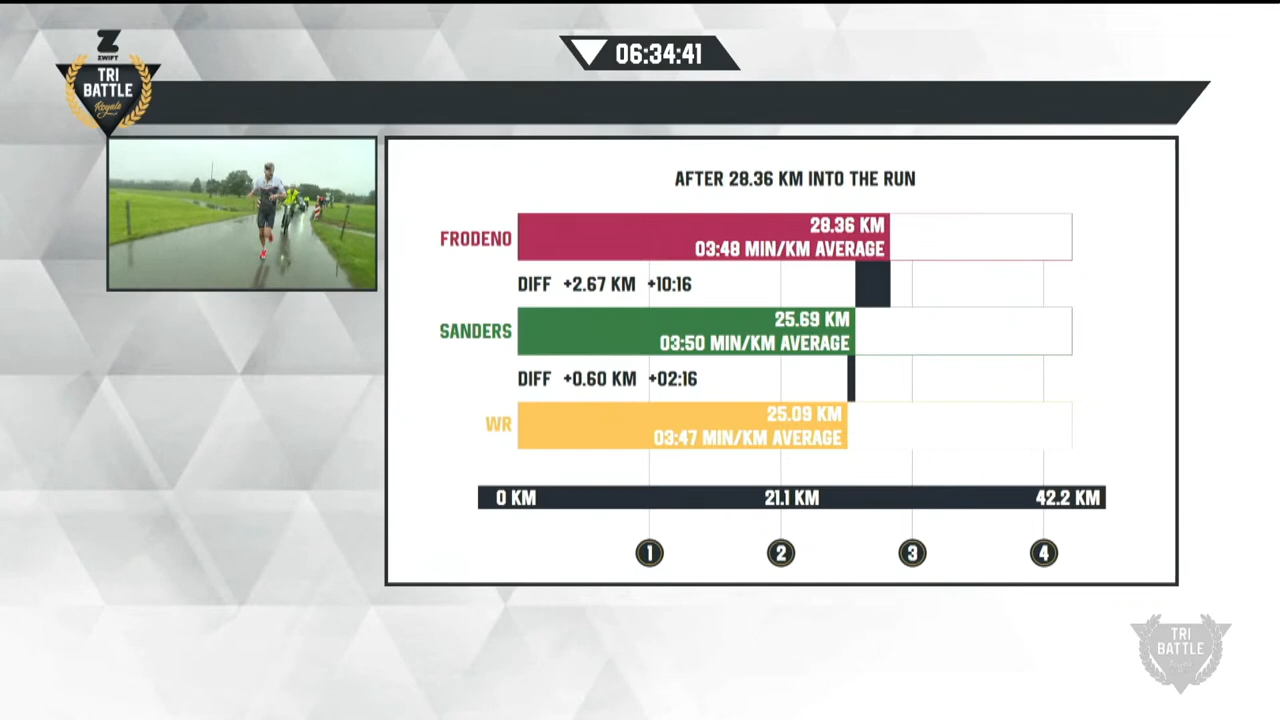 ZWIFT
TRI
BATTLE
Royale
06:34:41
AFTER 28.36 KM INTO THE RUN
FRODENO
28.36 KM
03:48 MIN/KM AVERAGE
DIFF +2.67 KM +10:16
SANDERS
25.69 KM
03:50 MIN/KM AVERAGE
DIFF +0.60 KM +02:16
WR
25.09 KM
03:47 MIN/KM AVERAGE
0 KM 21.1 KM 42.2 KM
1 2 3 4
TRI
BATTLE
Royale